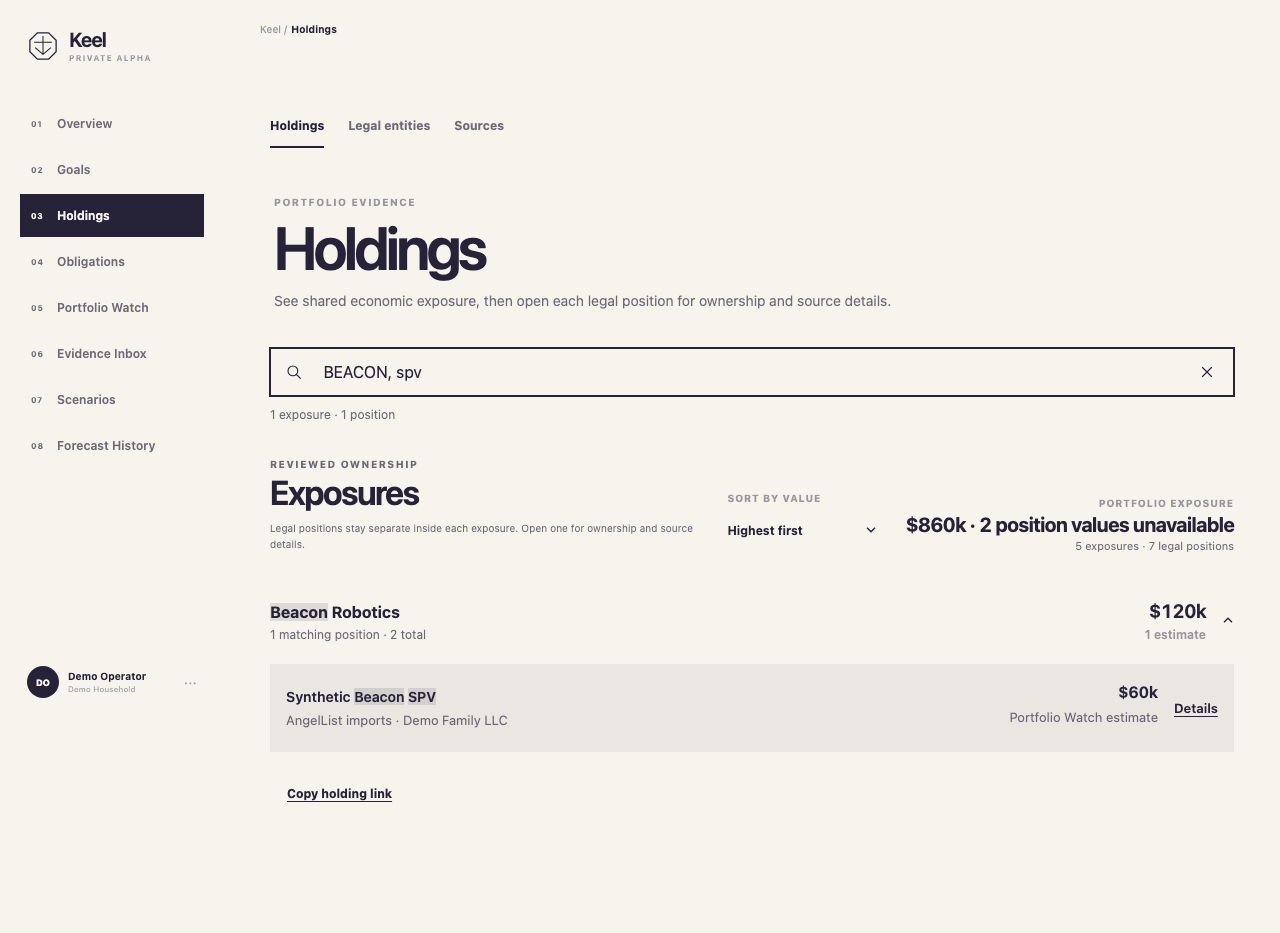 Keel
PRIVATE ALPHA
01 Overview
02 Goals
03 Holdings
04 Obligations
05 Portfolio Watch
06 Evidence Inbox
07 Scenarios
08 Forecast History
DO
Demo Operator
Demo Household
...
Keel / Holdings
Holdings Legal entities Sources
PORTFOLIO EVIDENCE
Holdings
See shared economic exposure, then open each legal position for ownership and source details.
BEACON, spv
1 exposure · 1 position
REVIEWED OWNERSHIP
Exposures
Legal positions stay separate inside each exposure. Open one for ownership and source
details.
SORT BY VALUE
Highest first
PORTFOLIO EXPOSURE
$860k · 2 position values unavailable
5 exposures · 7 legal positions
Beacon Robotics
1 matching position · 2 total
$120k
1 estimate
Synthetic Beacon SPV
AngelList imports · Demo Family LLC
$60k
Portfolio Watch estimate
Details
Copy holding link